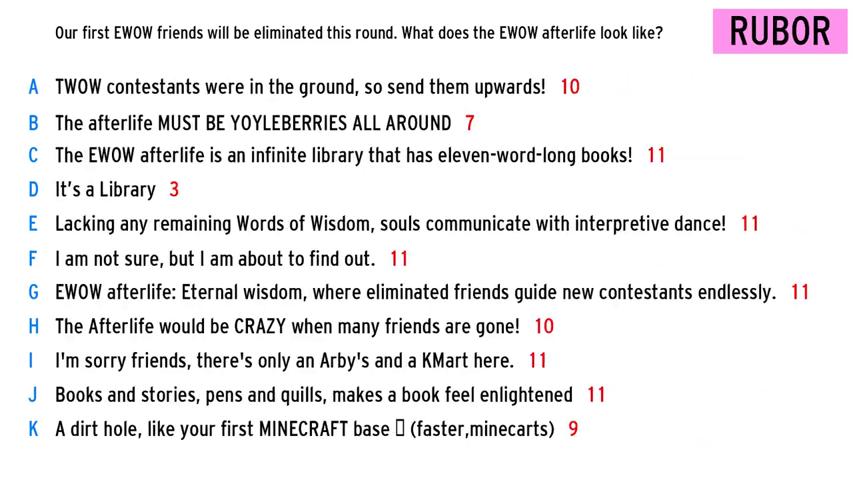 Our first EWOW friends will be eliminated this round. What does the EWOW afterlife look like?
RUBOR
A TWOW contestants were in the ground, so send them upwards! 10
B The afterlife MUST BE YOYLEBERRIES ALL AROUND 7
C The EWOW afterlife is an infinite library that has eleven-word-long books! 11
D It's a Library 3
E Lacking any remaining Words of Wisdom, souls communicate with interpretive dance! 11
F I am not sure, but I am about to find out. 11
G EWOW afterlife: Eternal wisdom, where eliminated friends guide new contestants endlessly. 11
H The Afterlife would be CRAZY when many friends are gone! 10
I I'm sorry friends, there's only an Arby's and a KMart here. 11
J Books and stories, pens and quills, makes a book feel enlightened 11
K A dirt hole, like your first MINECRAFT base ▯ (faster,minecarts) 9